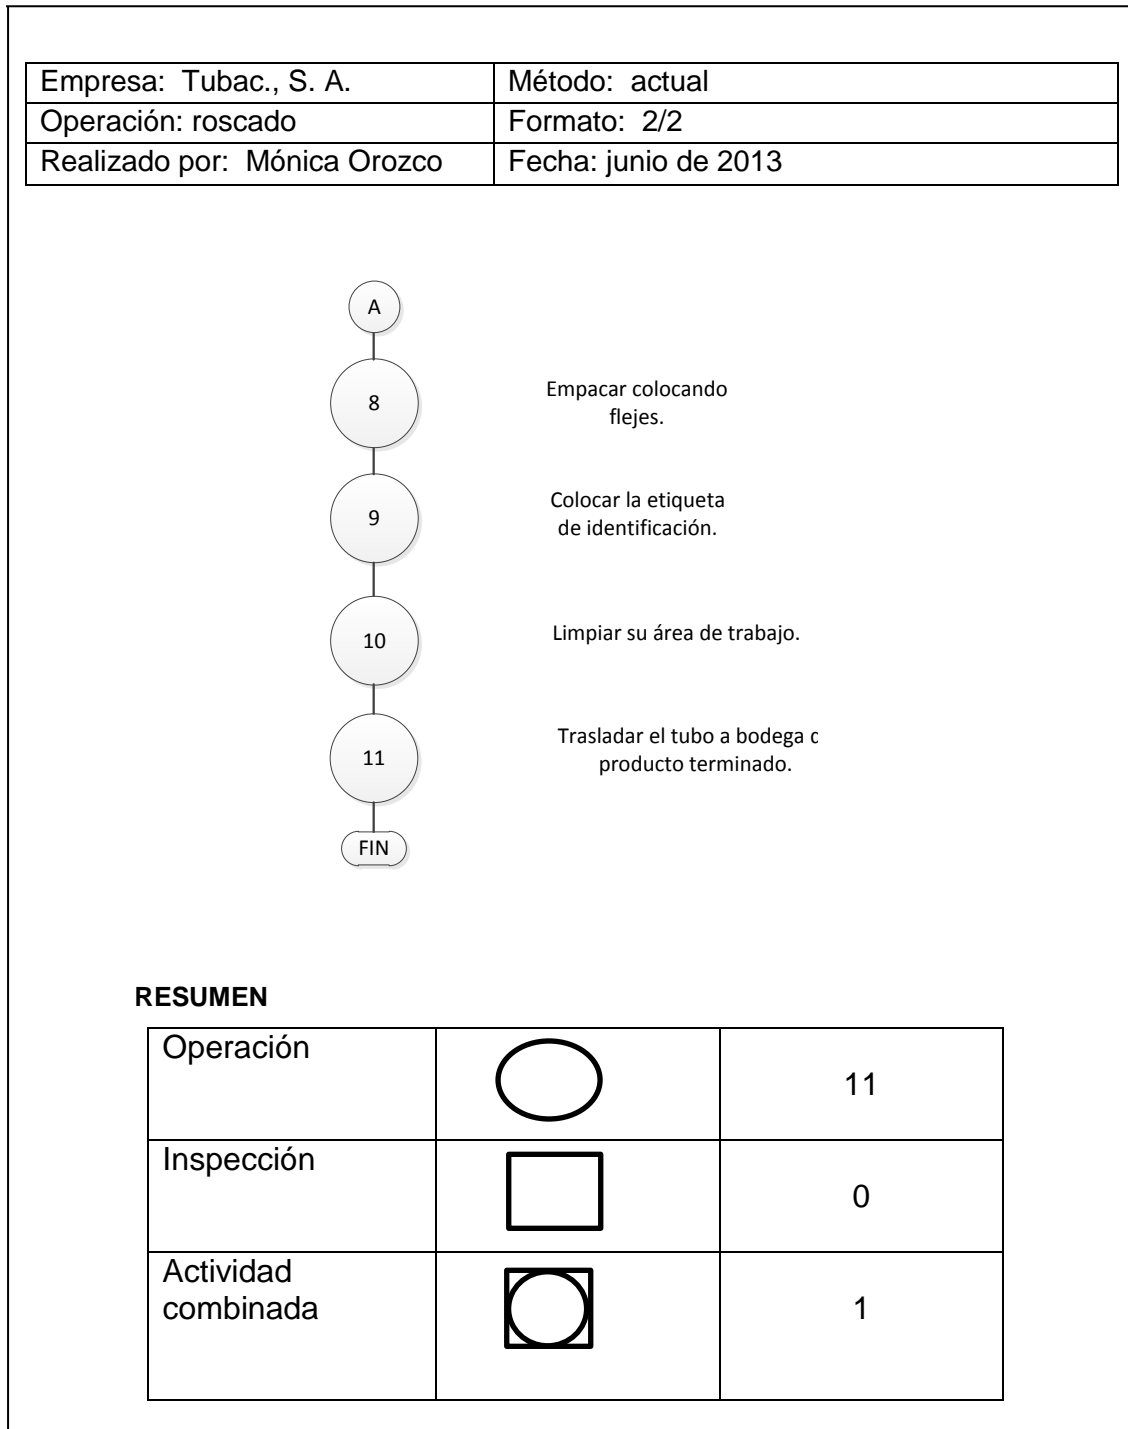 Empresa: Tubac., S. A. Método: actual
Operación: roscado Formato: 2/2
Realizado por: Mónica Orozco Fecha: junio de 2013
A
8 Empacar colocando
flejes.
9 Colocar la etiqueta
de identificación.
10 Limpiar su área de trabajo.
11 Trasladar el tubo a bodega
producto terminado.
FIN
RESUMEN
Operación 11
Inspección 0
Actividad
combinada 1